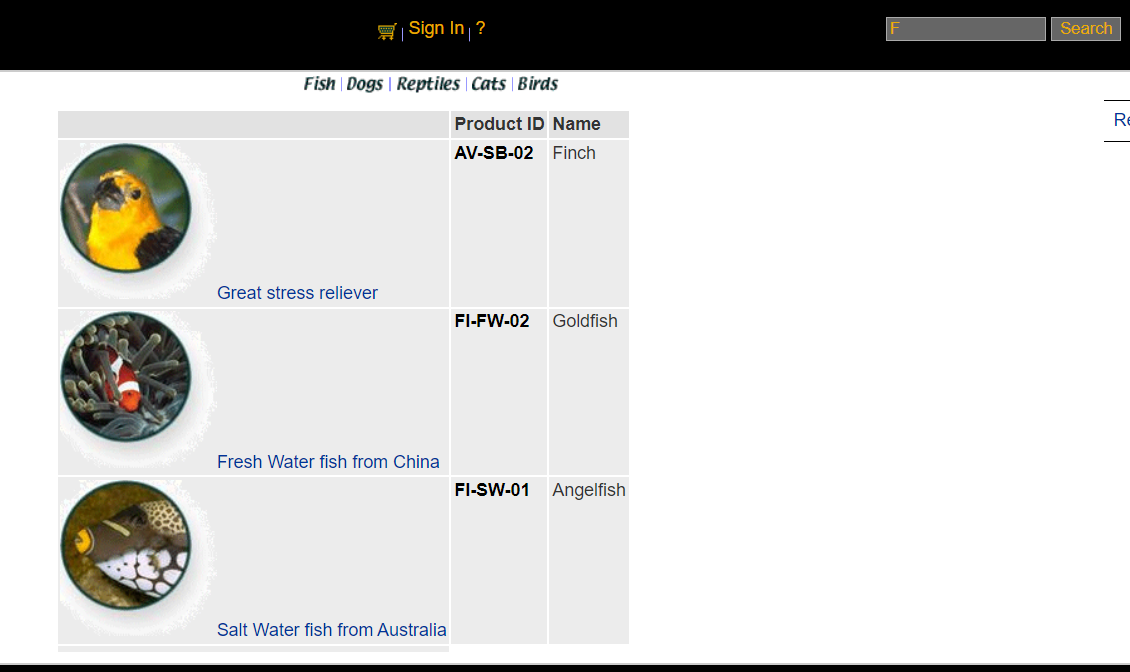 Sign In ? F Search
Fish Dogs Reptiles Cats Birds
Product ID Name
AV-SB-02 Finch
Great stress reliever
FI-FW-02 Goldfish
Fresh Water fish from China
FI-SW-01 Angelfish
Salt Water fish from Australia